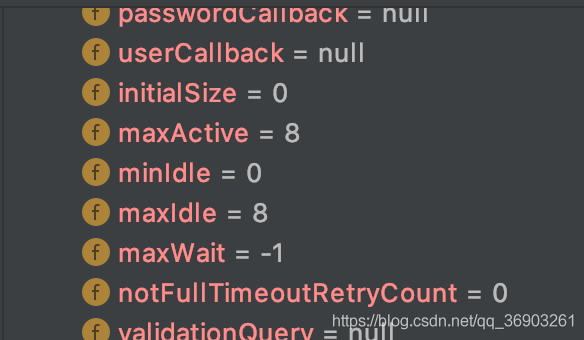 f passwordCallback = null
f userCallback = null
f initialSize = 0
f maxActive = 8
f minIdle = 0
f maxIdle = 8
f maxWait = -1
f notFullTimeoutRetryCount = 0
f validationQuery = null
https://blog.csdn.net/qq_36903261